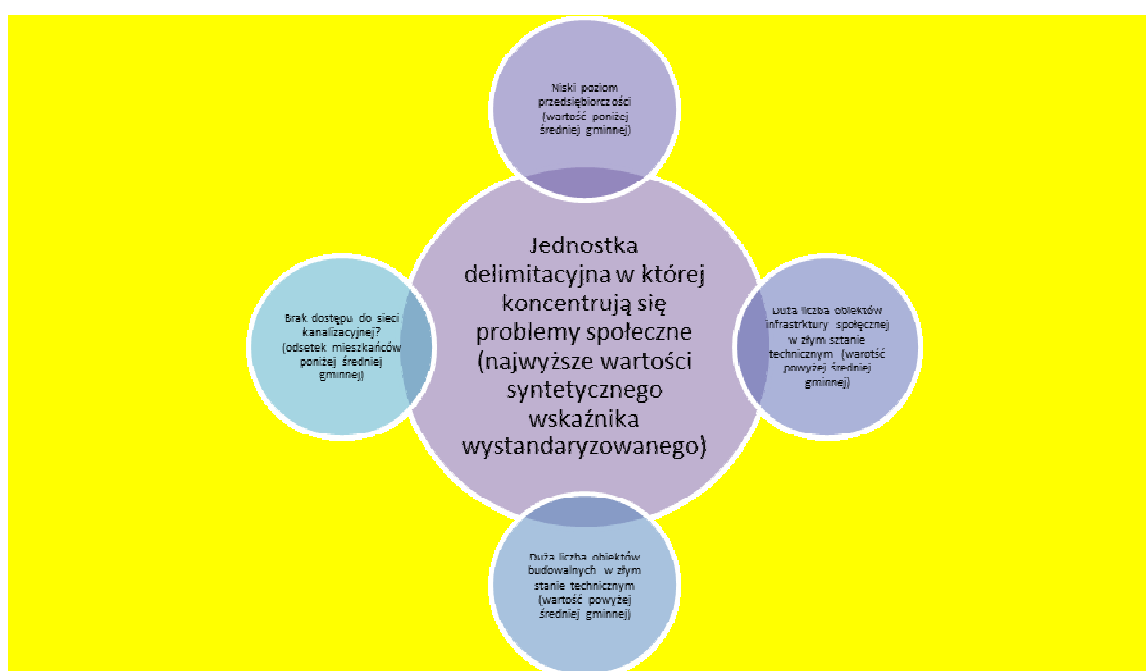 Niski poziom
przedsiębiorczości
(wartość poniżej
średniej gminnej)
Jednostka
delimitacyjna w której
koncentrują się
problemy społeczne
(najwyższe wartości
syntetycznego
wskaźnika
wystandaryzowanego)
Brak dostępu do sieci
kanalizacyjnej?
(odsetek mieszkańców
poniżej średniej
gminnej)
Duża liczba obiektów
infrastrktury społęcznej
w złym sztanie
technicznym (warotść
powyżej średniej
gminnej)
Duża liczba obiektów
budowalnych w złym
stanie technicznym
(wartość powyżej
średniej gminnej)